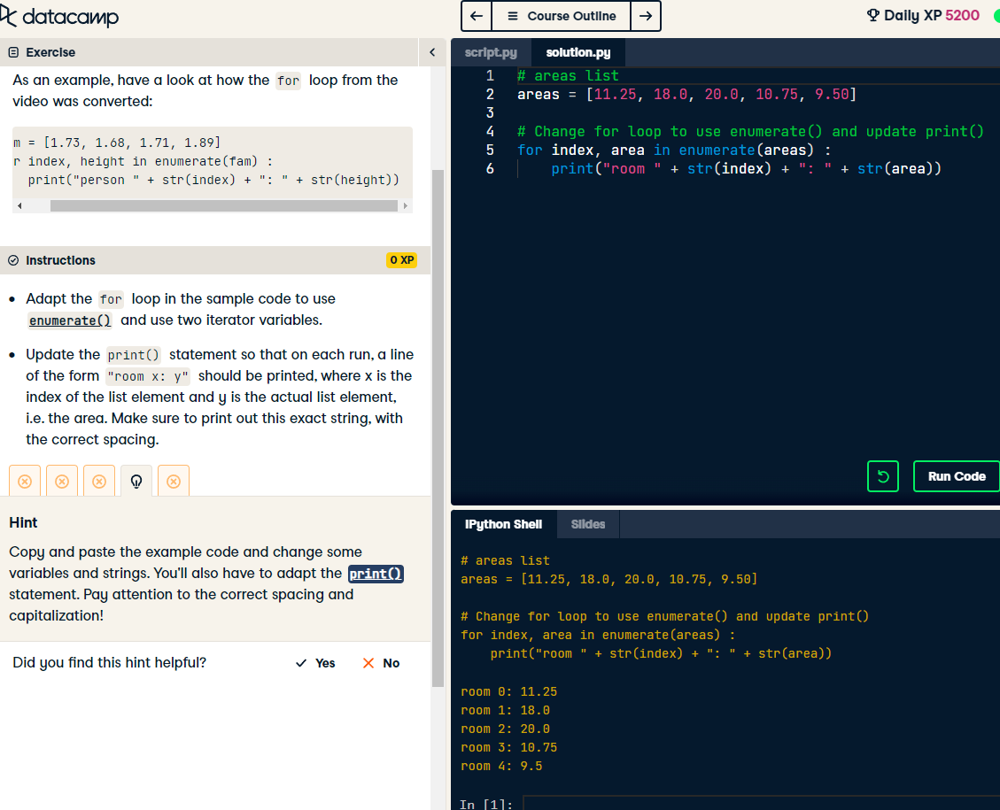 datacamp
Course Outline
Daily XP 5200
Exercise
As an example, have a look at how the for loop from the
video was converted:
m = [1.73, 1.68, 1.71, 1.89]
r index, height in enumerate(fam) :
print("person " + str(index) + ": " + str(height))
Instructions
0 XP
Adapt the for loop in the sample code to use
enumerate() and use two iterator variables.
Update the print() statement so that on each run, a line
of the form "room x: y" should be printed, where x is the
index of the list element and y is the actual list element,
i.e. the area. Make sure to print out this exact string, with
the correct spacing.
Hint
Copy and paste the example code and change some
variables and strings. You'll also have to adapt the print()
statement. Pay attention to the correct spacing and
capitalization!
Did you find this hint helpful?
Yes
No
script.py
solution.py
1 # areas list
2 areas = [11.25, 18.0, 20.0, 10.75, 9.50]
3
4 # Change for loop to use enumerate() and update print()
5 for index, area in enumerate(areas) :
6 print("room " + str(index) + ": " + str(area))
Run Code
IPython Shell
Slides
# areas list
areas = [11.25, 18.0, 20.0, 10.75, 9.50]
# Change for loop to use enumerate() and update print()
for index, area in enumerate(areas) :
print("room " + str(index) + ": " + str(area))
room 0: 11.25
room 1: 18.0
room 2: 20.0
room 3: 10.75
room 4: 9.5
In [1]: